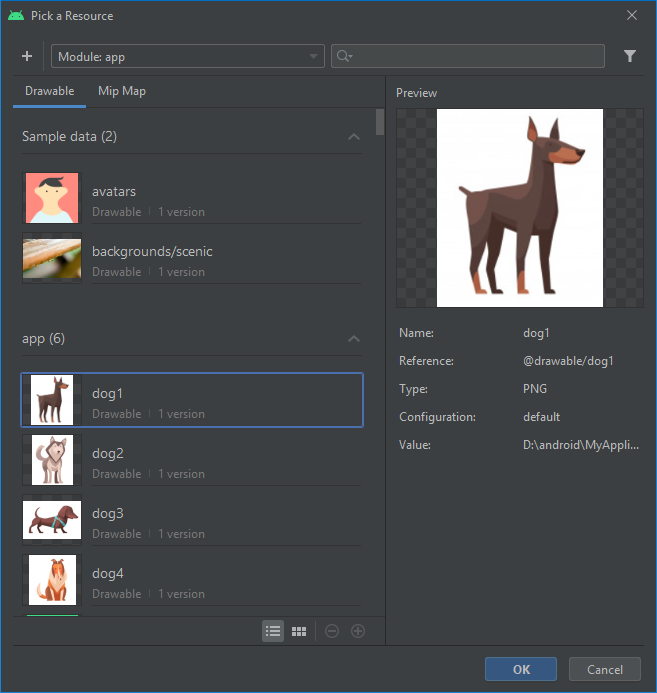 Pick a Resource
Module: app
Drawable Mip Map
Sample data (2)
avatars
Drawable | 1 version
backgrounds/scenic
Drawable | 1 version
app (6)
dog1
Drawable | 1 version
dog2
Drawable | 1 version
dog3
Drawable | 1 version
dog4
Drawable | 1 version
Preview
Name: dog1
Reference: @drawable/dog1
Type: PNG
Configuration: default
Value: D:\android\MyAppli...
OK Cancel